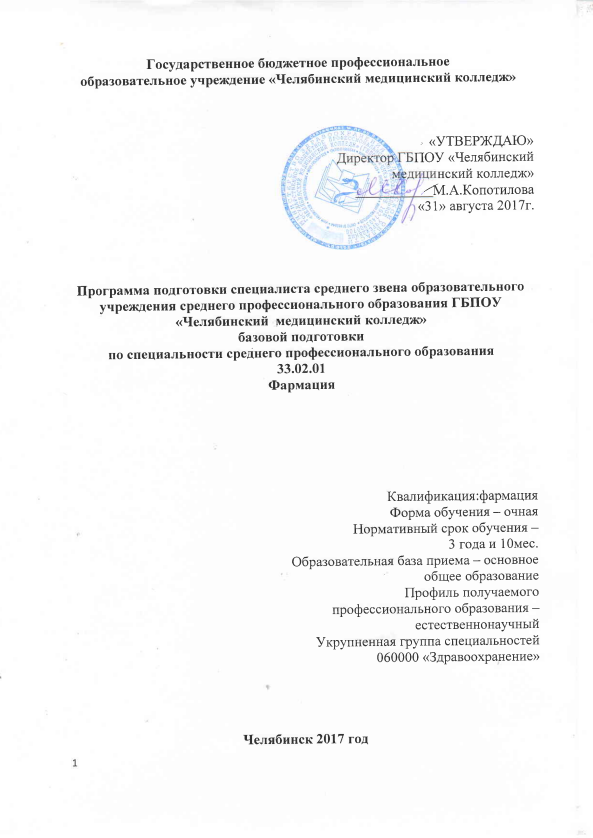 Государственное бюджетное профессиональное
образовательное учреждение «Челябинский медицинский колледж»
«УТВЕРЖДАЮ»
Директор ГБПОУ «Челябинский
медицинский колледж»
М.А.Копотилова
«31» августа 2017г.
Программа подготовки специалиста среднего звена образовательного
учреждения среднего профессионального образования ГБПОУ
«Челябинский медицинский колледж»
базовой подготовки
по специальности среднего профессионального образования
33.02.01
Фармация
Квалификация:фармация
Форма обучения – очная
Нормативный срок обучения –
3 года и 10мес.
Образовательная база приема – основное
общее образование
Профиль получаемого
профессионального образования –
естественнонаучный
Укрупненная группа специальностей
060000 «Здравоохранение»
Челябинск 2017 год
1